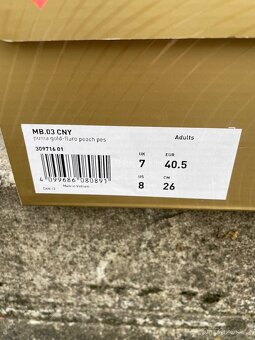 MB.03 CNY
puma gold-fluro peach pes
Adults
309716 01
UK EUR
7 40.5
US CM
8 26
4 099686 080891
Made in Vietnam